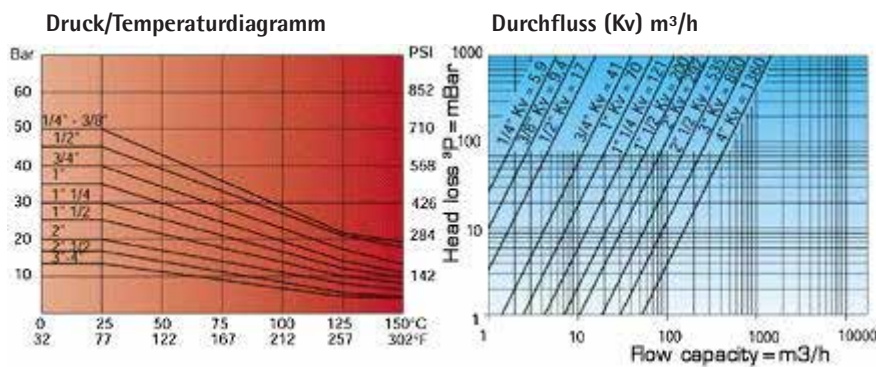 Druck/Temperaturdiagramm
Bar
PSI
60
50
40
30
20
10
852
710
568
426
284
142
1/4" - 3/8"
1/2"
3/4"
1"
1" 1/4
1" 1/2
2"
2" 1/2
3" -4"
0 25 50 75 100 125 150°C
32 77 122 167 212 257 302°F
Durchfluss (Kv) m³/h
Head loss ³p = mBar
1000
100
10
1
1/4" Kv = 5.9
3/8" Kv = 9.4
1/2" Kv = 17
3/4" Kv = 41
1" Kv = 70
1" 1/4 Kv = 121
1" 1/2 Kv = 200
2" 1/2 Kv = 535
3" Kv = 880
4" Kv = 1380
1 10 100 1000 10000
Flow capacity = m3/h